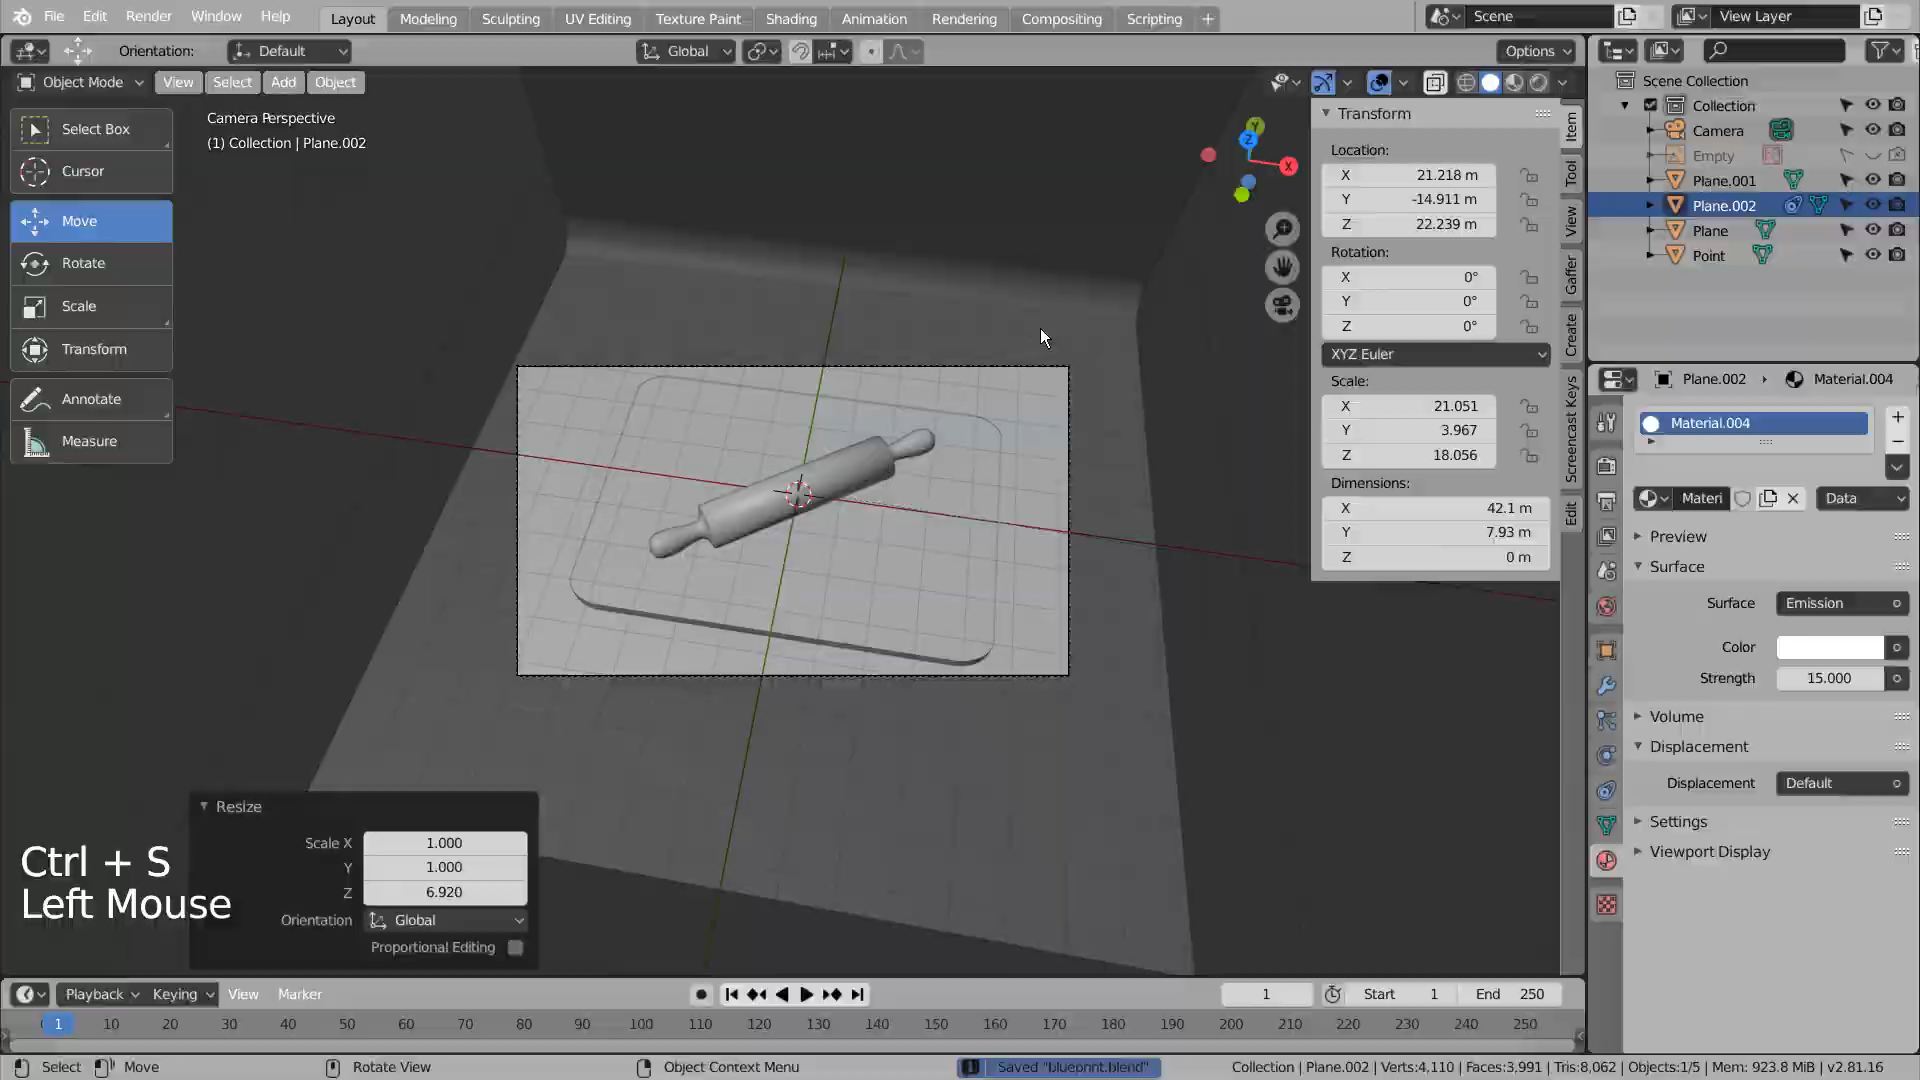 File Edit Render Window Help Layout Modeling Sculpting UV Editing Texture Paint Shading Animation Rendering Compositing Scripting + Scene View Layer
Orientation: Default Global Options
Object Mode View Select Add Object
Camera Perspective
(1) Collection | Plane.002
Select Box
Cursor
Move
Rotate
Scale
Transform
Annotate
Measure
Y
Z
X
Transform
Location:
X 21.218 m
Y -14.911 m
Z 22.239 m
Rotation:
X 0°
Y 0°
Z 0°
XYZ Euler
Scale:
X 21.051
Y 3.967
Z 18.056
Dimensions:
X 42.1 m
Y 7.93 m
Z 0 m
Item
Tool
View
Gaffer
Create
Screencast Keys
Edit
Scene Collection
Collection
Camera
Empty
Plane.001
Plane.002
Plane
Point
Plane.002 Material.004
Material.004
Materi Data
Preview
Surface
Surface Emission
Color
Strength 15.000
Volume
Displacement
Displacement Default
Settings
Viewport Display
Resize
Scale X 1.000
Y 1.000
Z 6.920
Orientation Global
Proportional Editing
Ctrl + S
Left Mouse
Playback Keying View Marker 1 Start 1 End 250
1 10 20 30 40 50 60 70 80 90 100 110 120 130 140 150 160 170 180 190 200 210 220 230 240 250
Select Move Rotate View Object Context Menu Saved "blueprint.blend" Collection | Plane.002 | Verts:4,110 | Faces:3,991 | Tris:8,062 | Objects:1/5 | Mem: 923.8 MiB | v2.81.16